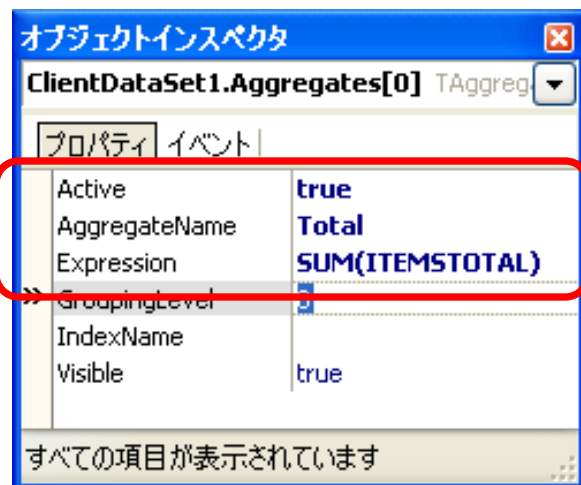 オブジェクトインスペクタ
ClientDataSet1.Aggregates[0] TAggreg
プロパティ イベント
Active true
AggregateName Total
Expression SUM(ITEMSTOTAL)
GroupingLevel
IndexName
Visible true
すべての項目が表示されています